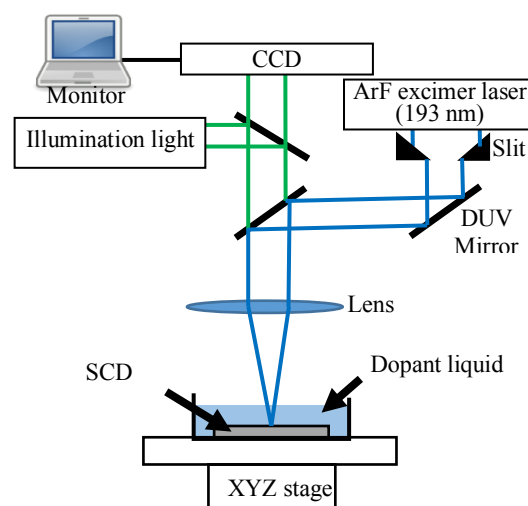 CCD
Monitor
ArF excimer laser
(193 nm)
Illumination light
Slit
DUV
Mirror
Lens
SCD
Dopant liquid
XYZ stage